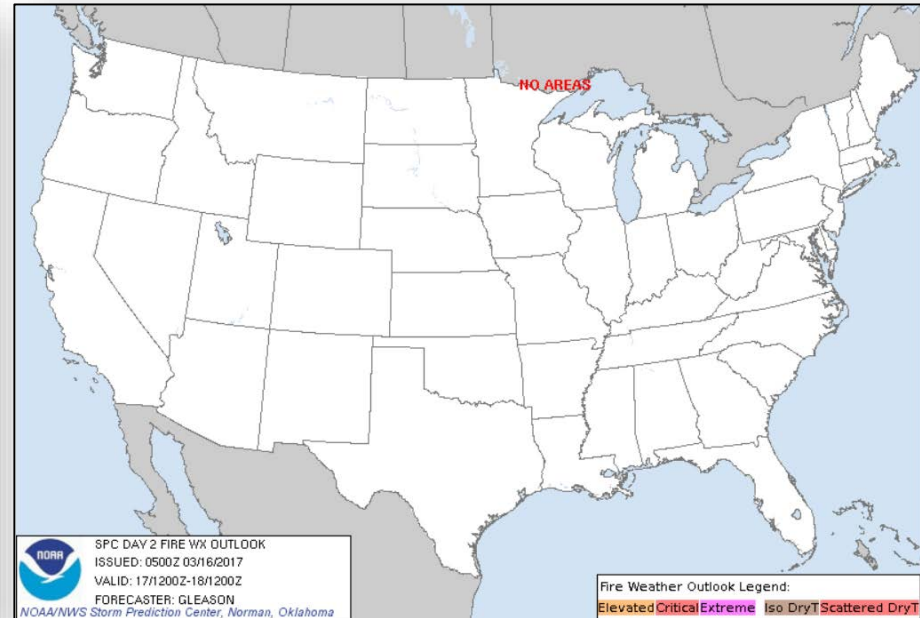 NO AREAS
NOAA
SPC DAY 2 FIRE WX OUTLOOK
ISSUED: 0500Z 03/16/2017
VALID: 17/1200Z-18/1200Z
FORECASTER: GLEASON
NOAA/NWS Storm Prediction Center, Norman, Oklahoma
Fire Weather Outlook Legend:
Elevated Critical Extreme Iso DryT Scattered DryT